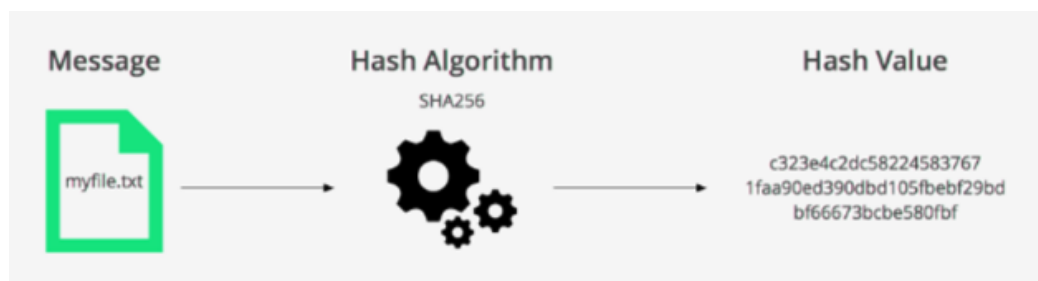 Message
Hash Algorithm
Hash Value
SHA256
myfile.txt
c323e4c2dc58224583767
1faa90ed390dbd105fbebf29bd
bf66673bcbe580fbf